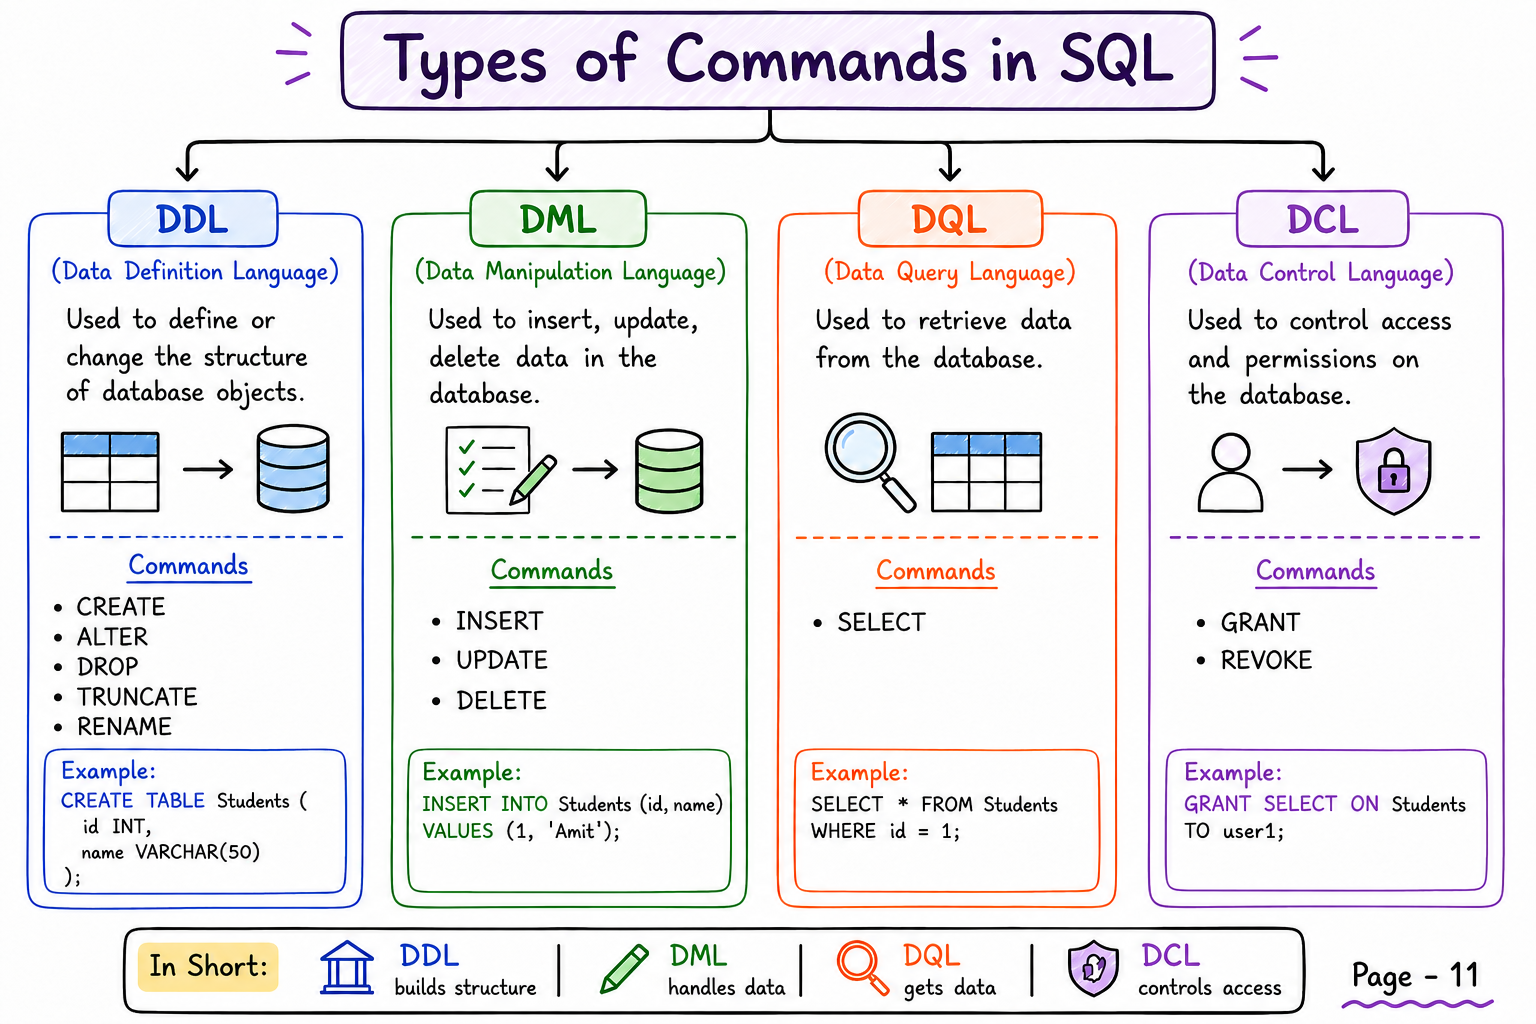 Types of Commands in SQL
DDL
(Data Definition Language)
Used to define or
change the structure
of database objects.
Commands
• CREATE
• ALTER
• DROP
• TRUNCATE
• RENAME
Example:
CREATE TABLE Students (
id INT,
name VARCHAR(50)
);
DML
(Data Manipulation Language)
Used to insert, update,
delete data in the
database.
Commands
• INSERT
• UPDATE
• DELETE
Example:
INSERT INTO Students (id, name)
VALUES (1, 'Amit');
DQL
(Data Query Language)
Used to retrieve data
from the database.
Commands
• SELECT
Example:
SELECT * FROM Students
WHERE id = 1;
DCL
(Data Control Language)
Used to control access
and permissions on
the database.
Commands
• GRANT
• REVOKE
Example:
GRANT SELECT ON Students
TO user1;
In Short:
DDL
builds structure
DML
handles data
DQL
gets data
DCL
controls access
Page - 11